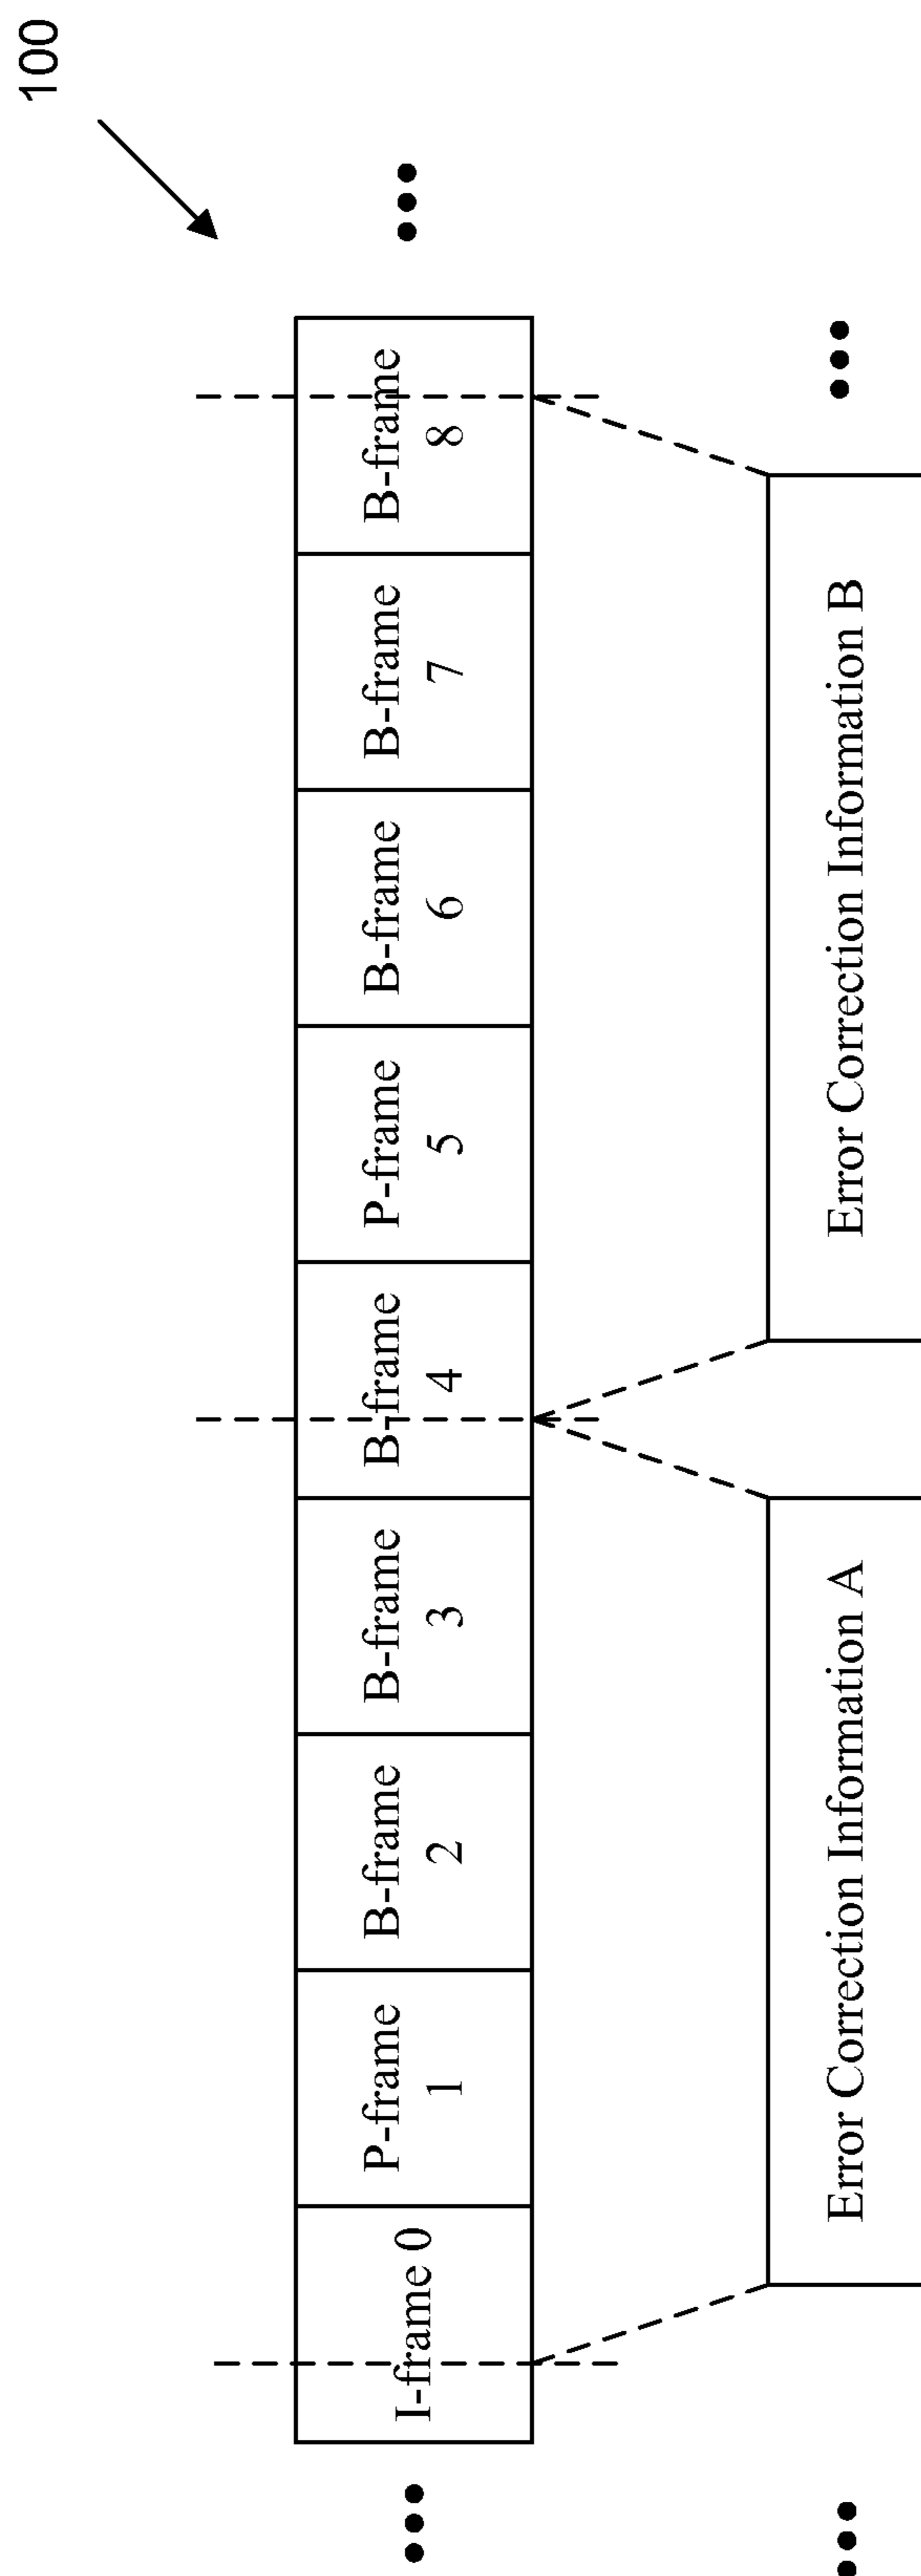 100
I-frame 0
P-frame
1
B-frame
2
B-frame
3
B-frame
4
P-frame
5
B-frame
6
B-frame
7
B-frame
8
Error Correction Information A
Error Correction Information B